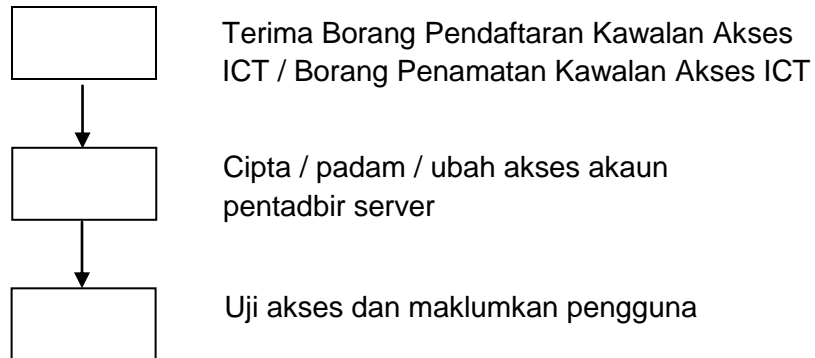 Terima Borang Pendaftaran Kawalan Akses
ICT / Borang Penamatan Kawalan Akses ICT
Cipta / padam / ubah akses akaun
pentadbir server
Uji akses dan maklumkan pengguna